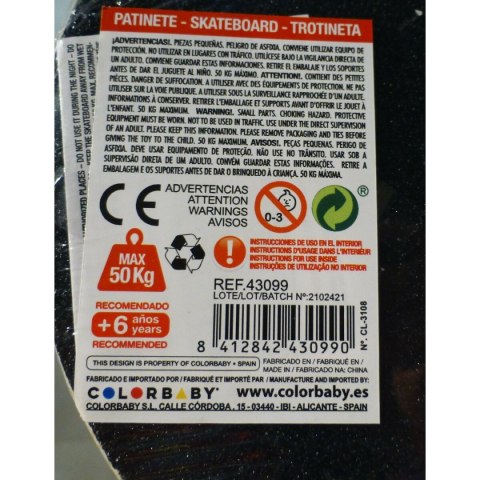 PATINETE - SKATEBOARD - TROTINETA
¡ADVERTENCIAS!. PIEZAS PEQUEÑAS, PELIGRO DE ASFIXIA. CONVIENE UTILIZAR EQUIPO DE
PROTECCIÓN. NO UTILIZAR EN LUGARES CON TRÁFICO. UTILÍCESE BAJO LA VIGILANCIA DIRECTA DE
UN ADULTO. CONVIENE GUARDAR ESTAS INFORMACIONES. RETIRE EL EMBALAJE Y LOS SOPORTES
ANTES DE DAR EL JUGUETE AL NIÑO. 50 KG MÁXIMO. ATTENTION!. CONTIENT DES PETITES
PIÈCES. DANGER DE SUFFOCATION. A UTILISER AVEC DES ÉQUIPEMENTS DE PROTECTION. NE PAS
UTILISER SUR LA VOIE PUBLIQUE. A UTILISER SOUS LA SURVEILLANCE RAPPROCHÉE D'UN ADULTE.
INFORMATIONS À CONSERVER. RETIRER L'EMBALLAGE ET SUPPORTS AVANT D'OFFRIR LE JOUET À
L'ENFANT. 50 KG MAXIMUM. WARNING!. SMALL PARTS. CHOKING HAZARD. PROTECTIVE
EQUIPMENT MUST BE WORN. NOT TO BE USED IN TRAFFIC. USE UNDER THE DIRECT SUPERVISION
OF AN ADULT. PLEASE KEEP THIS INFORMATION. PLEASE REMOVE PACKAGING AND TIES BEFORE
GIVING THE TOY TO THE CHILD. 50 KG MAXIMUM. AVISOS!. PEÇAS PEQUENAS. PERIGO DE
ASFIXIA. DEVE USAR EQUIPAMENTO DE PROTEÇÃO. NÃO USE NO TRÂNSITO. USAR SOB A
SUPERVISÃO DIRETA DE UM ADULTO. CONVÉM GUARDAR ESTAS INFORMAÇÕES. RETIRE A
EMBALAGEM E OS SUPORTES ANTES DE DAR O BRINQUEDO À CRIANÇA. 50 KG MÁXIMO.
CE
ADVERTENCIAS
ATTENTION
WARNINGS
AVISOS
0-3
®
MAX
50Kg
!
INSTRUCCIONES DE USO EN EL INTERIOR
INSTRUCTIONS D'USAGE DANS L'INTÉRIEUR
INSTRUCTIONS FOR USE INSIDE
INSTRUÇÕES DE UTILIZAÇÃO NO INTERIOR
RECOMENDADO
+6 años
years
RECOMMENDED
REF.43099
LOTE/LOT/BATCH Nº:2102421
8 412842 430990
Nº. CL-3108
THIS DESIGN IS PROPERTY OF COLORBABY • SPAIN
FABRICADO EN / FABRIQUÉ EN /
MADE IN / FABRICADO NA: CHINA
FABRICADO E IMPORTADO POR / FABRIQUÉ ET IMPORTÉ PAR / MANUFACTURE AND IMPORTED BY:
COLORBABY® www.colorbaby.es
COLORBABY S.L. CALLE CÓRDOBA, 15 - 03440 - IBI - ALICANTE - SPAIN